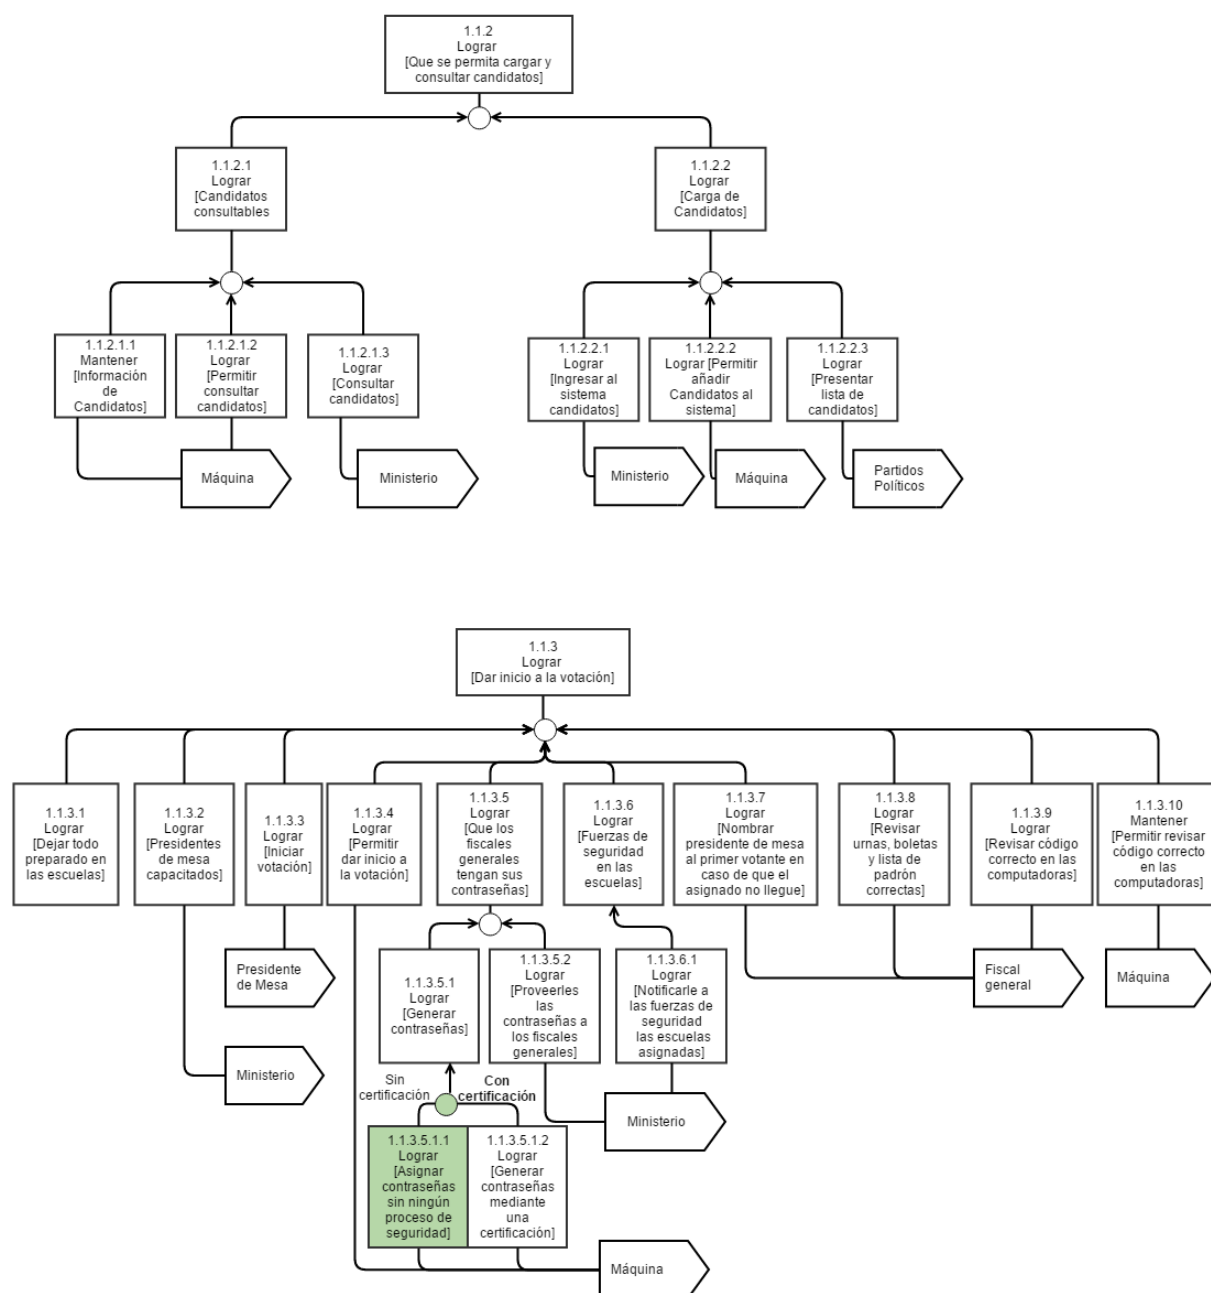 1.1.2
Lograr
[Que se permita cargar y
consultar candidatos]
1.1.2.1
Lograr
[Candidatos
consultables
1.1.2.2
Lograr
[Carga de
Candidatos]
1.1.2.1.1
Mantener
[Información
de
Candidatos]
1.1.2.1.2
Lograr
[Permitir
consultar
candidatos]
1.1.2.1.3
Lograr
[Consultar
candidatos]
1.1.2.2.1
Lograr
[Ingresar al
sistema
candidatos]
1.1.2.2.2
Lograr [Permitir
añadir
Candidatos al
sistema]
1.1.2.2.3
Lograr
[Presentar
lista de
candidatos]
Máquina
Ministerio
Ministerio
Máquina
Partidos
Políticos
1.1.3
Lograr
[Dar inicio a la votación]
1.1.3.1
Lograr
[Dejar todo
preparado en
las escuelas]
1.1.3.2
Lograr
[Presidentes
de mesa
capacitados]
1.1.3.3
Lograr
[Iniciar
votación]
1.1.3.4
Lograr
[Permitir
dar inicio a
la votación]
1.1.3.5
Lograr
[Que los
fiscales
generales
tengan sus
contraseñas]
1.1.3.6
Lograr
[Fuerzas de
seguridad
en las
escuelas]
1.1.3.7
Lograr
[Nombrar
presidente de mesa
al primer votante en
caso de que el
asignado no llegue]
1.1.3.8
Lograr
[Revisar
urnas, boletas
y lista de
padrón
correctas]
1.1.3.9
Lograr
[Revisar código
correcto en las
computadoras]
1.1.3.10
Mantener
[Permitir revisar
código correcto
en las
computadoras]
Presidente
de Mesa
1.1.3.5.1
Lograr
[Generar
contraseñas]
1.1.3.5.2
Lograr
[Proveerles
las
contraseñas a
los fiscales
generales]
1.1.3.6.1
Lograr
[Notificarle a
las fuerzas de
seguridad
las escuelas
asignadas]
Fiscal
general
Máquina
Ministerio
Sin
certificación
Con
certificación
Ministerio
1.1.3.5.1.1
Lograr
[Asignar
contraseñas
sin ningún
proceso de
seguridad]
1.1.3.5.1.2
Lograr
[Generar
contraseñas
mediante
una
certificación]
Máquina